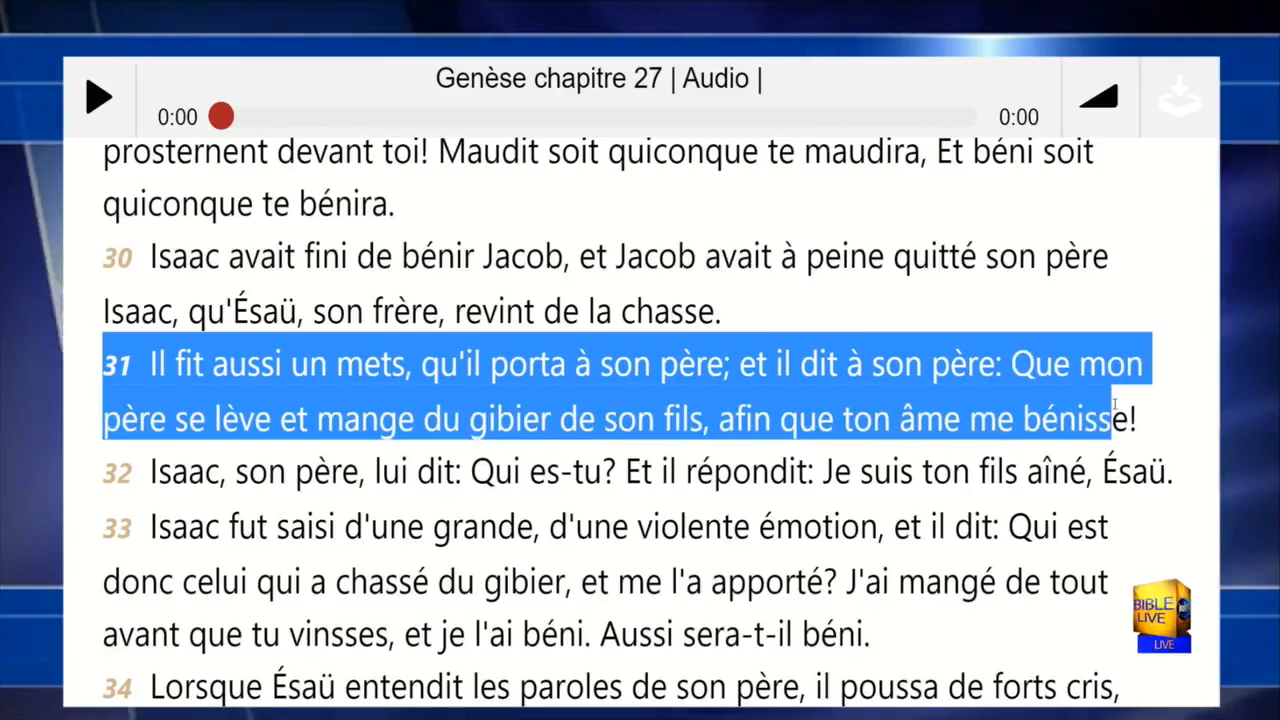 Genèse chapitre 27 | Audio |
0:00
0:00
prosternent devant toi! Maudit soit quiconque te maudira, Et béni soit
quiconque te bénira.
30 Isaac avait fini de bénir Jacob, et Jacob avait à peine quitté son père
Isaac, qu'Ésaü, son frère, revint de la chasse.
31 Il fit aussi un mets, qu'il porta à son père; et il dit à son père: Que mon
père se lève et mange du gibier de son fils, afin que ton âme me bénisse!
32 Isaac, son père, lui dit: Qui es-tu? Et il répondit: Je suis ton fils aîné, Ésaü.
33 Isaac fut saisi d'une grande, d'une violente émotion, et il dit: Qui est
donc celui qui a chassé du gibier, et me l'a apporté? J'ai mangé de tout
avant que tu vinsses, et je l'ai béni. Aussi sera-t-il béni.
34 Lorsque Ésaü entendit les paroles de son père, il poussa de forts cris,
BIBLE
LIVE
LIVE